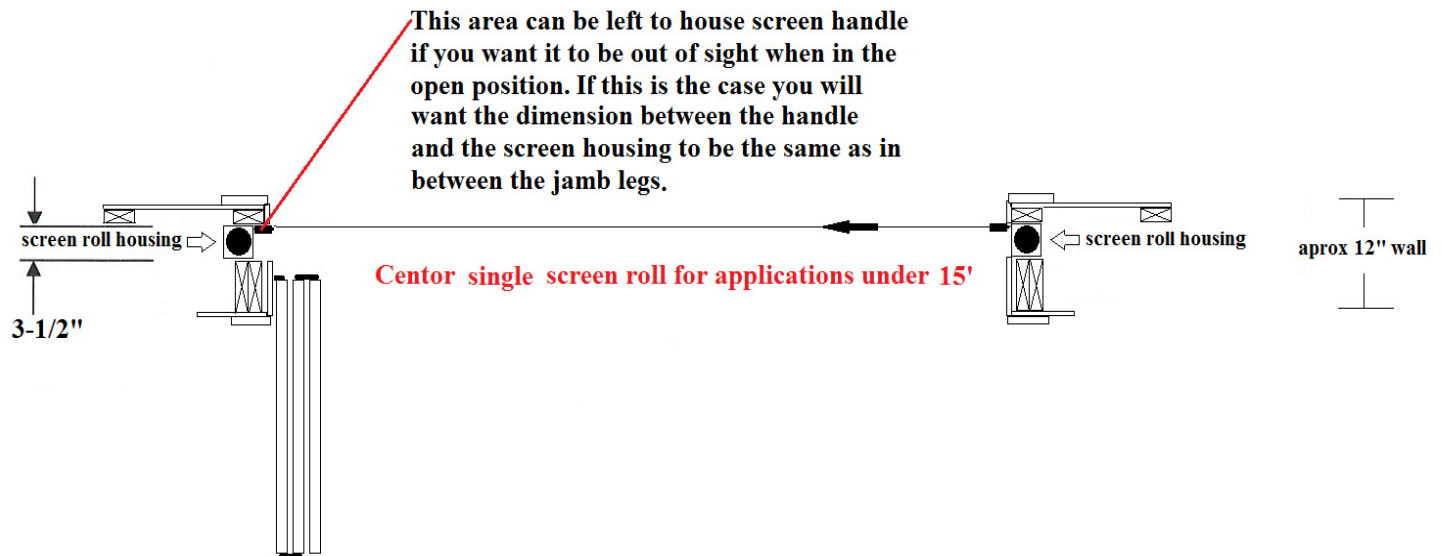 This area can be left to house screen handle
if you want it to be out of sight when in the
open position. If this is the case you will
want the dimension between the handle
and the screen housing to be the same as in
between the jamb legs.
screen roll housing
screen roll housing
aprox 12" wall
Centor single screen roll for applications under 15'
3-1/2"